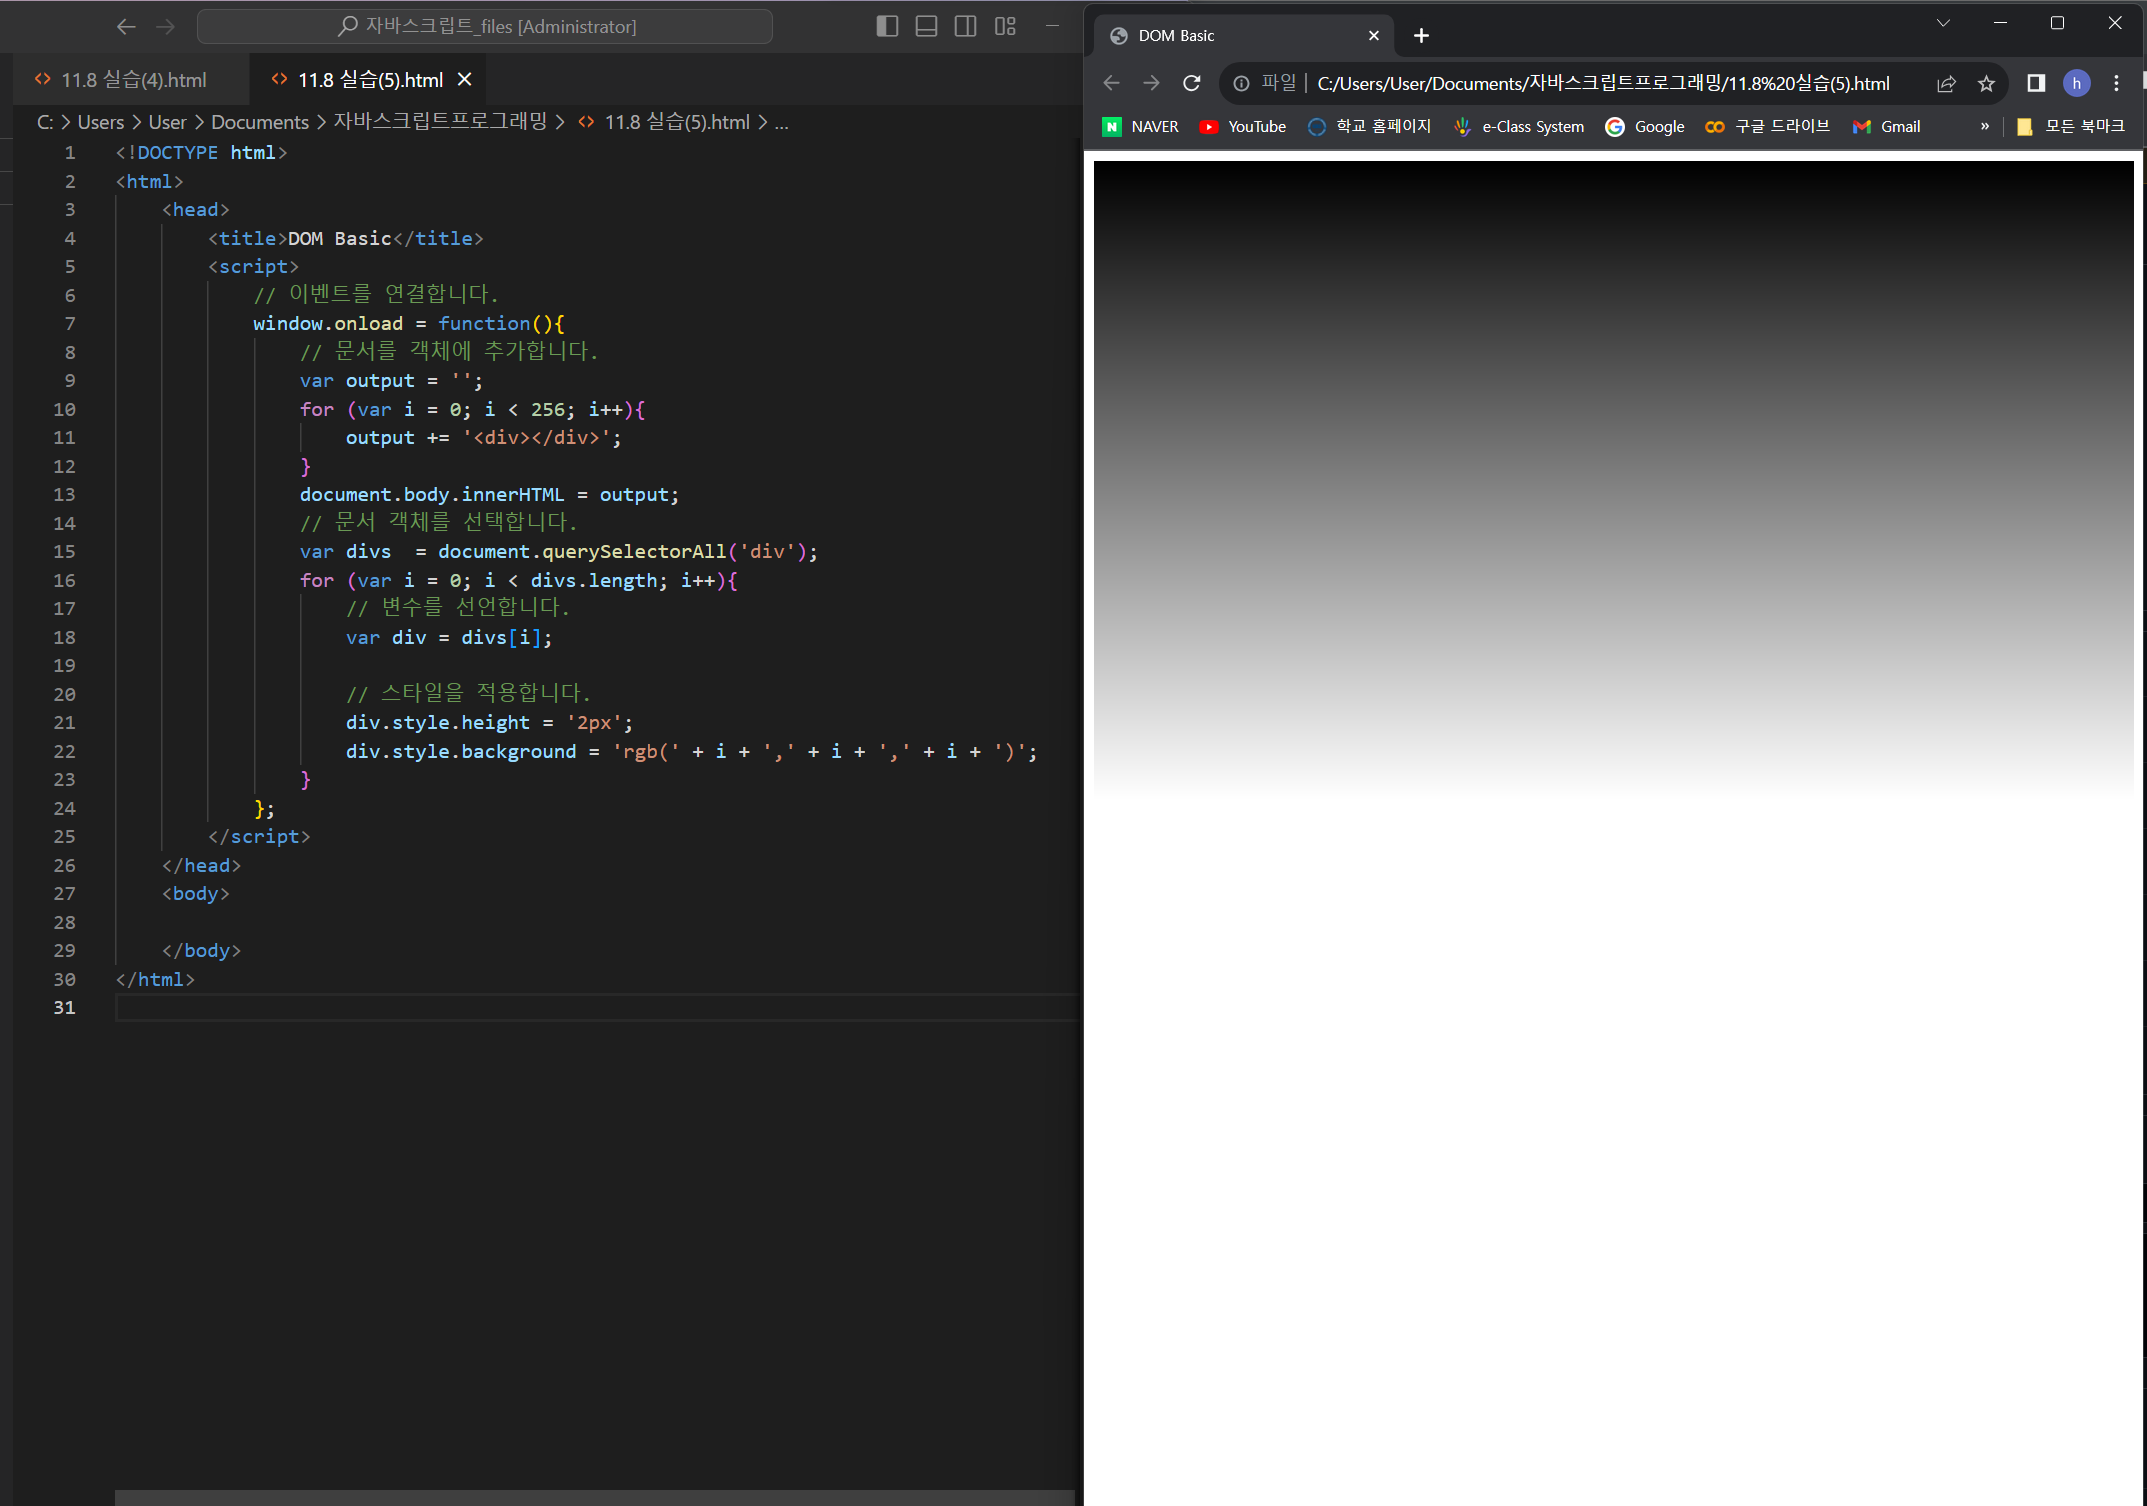 자바스크립트_files [Administrator]
11.8 실습(4).html
11.8 실습(5).html
C: > Users > User > Documents > 자바스크립트프로그래밍 > <> 11.8 실습(5).html > ...
1 <!DOCTYPE html>
2 <html>
3     <head>
4         <title>DOM Basic</title>
5         <script>
6             // 이벤트를 연결합니다.
7             window.onload = function(){
8                 // 문서를 객체에 추가합니다.
9                 var output = '';
10                 for (var i = 0; i < 256; i++){
11                     output += '<div></div>';
12                 }
13                 document.body.innerHTML = output;
14                 // 문서 객체를 선택합니다.
15                 var divs  = document.querySelectorAll('div');
16                 for (var i = 0; i < divs.length; i++){
17                     // 변수를 선언합니다.
18                     var div = divs[i];
19
20                     // 스타일을 적용합니다.
21                     div.style.height = '2px';
22                     div.style.background = 'rgb(' + i + ',' + i + ',' + i + ')';
23                 }
24             };
25         </script>
26     </head>
27     <body>
28
29     </body>
30 </html>
31
DOM Basic
파일 | C:/Users/User/Documents/자바스크립트프로그래밍/11.8%20실습(5).html
h
N NAVER YouTube 학교 홈페이지 e-Class System Google 구글 드라이브 Gmail » 모든 북마크